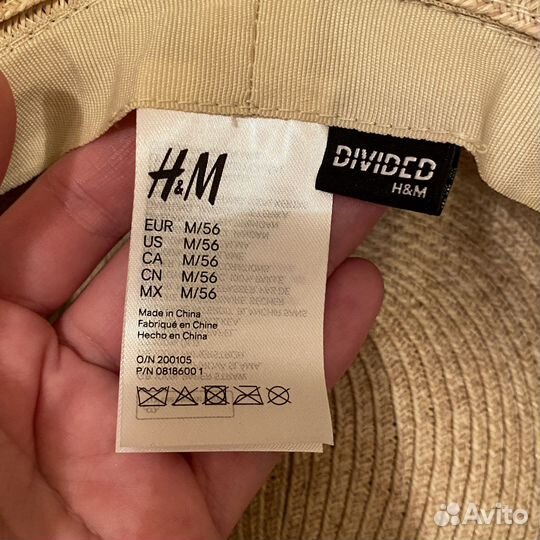 H&M
DIVIDED
H&M
EUR M/56
US M/56
CA M/56
CN M/56
MX M/56
Made in China
Fabriqué en Chine
Hecho en China
O/N 200105
P/N 0818600 1
Avito